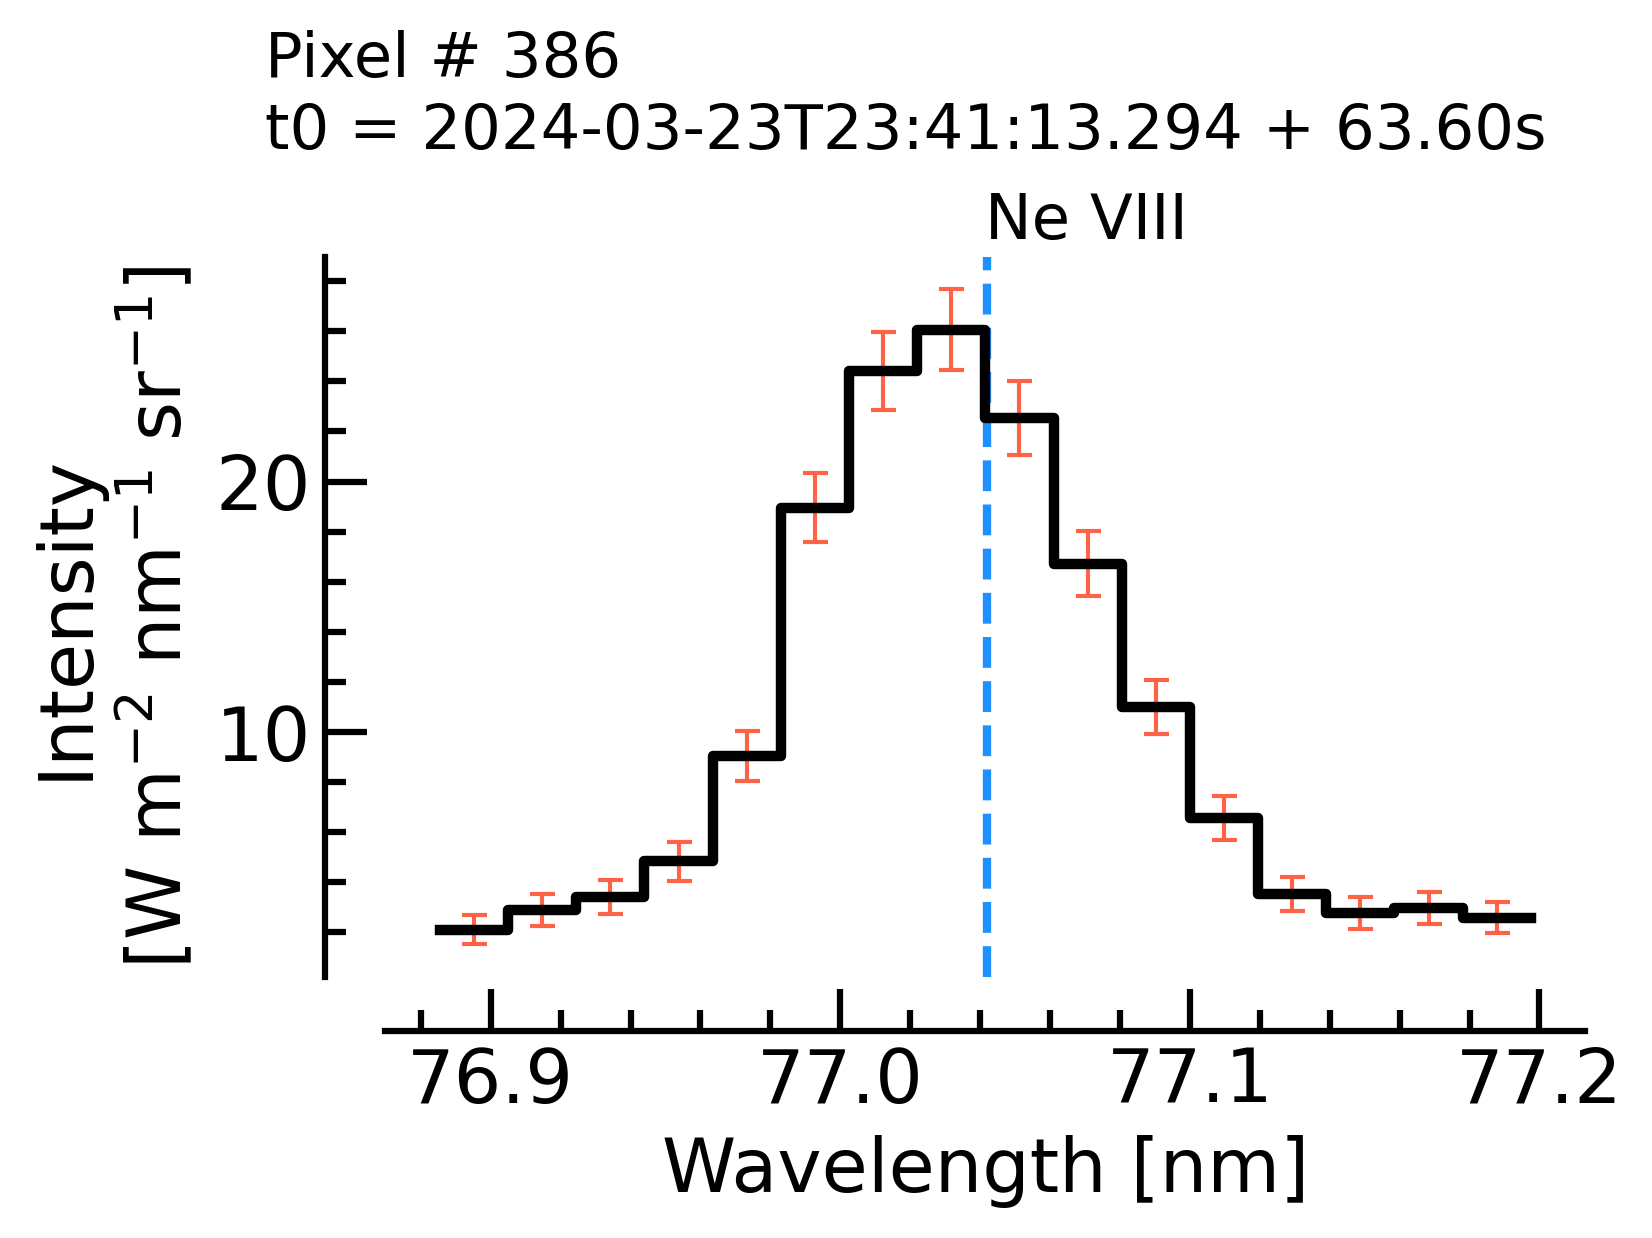 Pixel # 386
t0 = 2024-03-23T23:41:13.294 + 63.60s
Ne VIII
Intensity
[W m⁻² nm⁻¹ sr⁻¹]
20
10
76.9 77.0 77.1 77.2
Wavelength [nm]